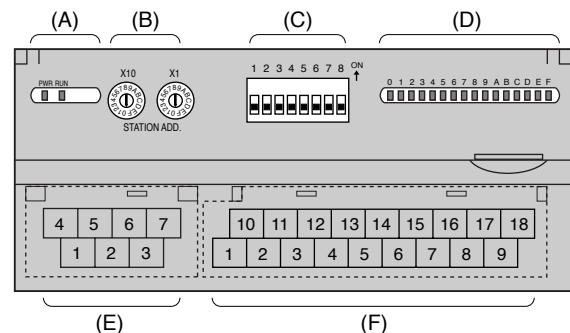 (A) (B) (C) (D)
PWR RUN X10 X1 1 2 3 4 5 6 7 8 ON 0 1 2 3 4 5 6 7 8 9 A B C D E F
STATION ADD.
4 5 6 7 10 11 12 13 14 15 16 17 18
1 2 3 1 2 3 4 5 6 7 8 9
(E) (F)